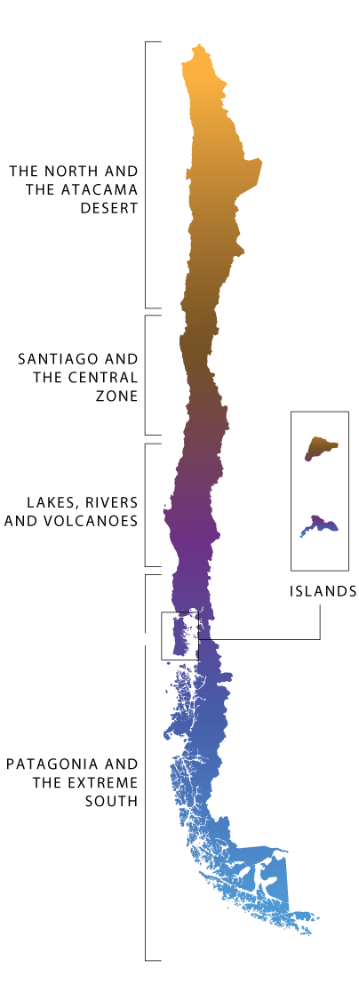 THE NORTH AND
THE ATACAMA
DESERT
SANTIAGO AND
THE CENTRAL
ZONE
LAKES, RIVERS
AND VOLCANOES
ISLANDS
PATAGONIA AND
THE EXTREME
SOUTH